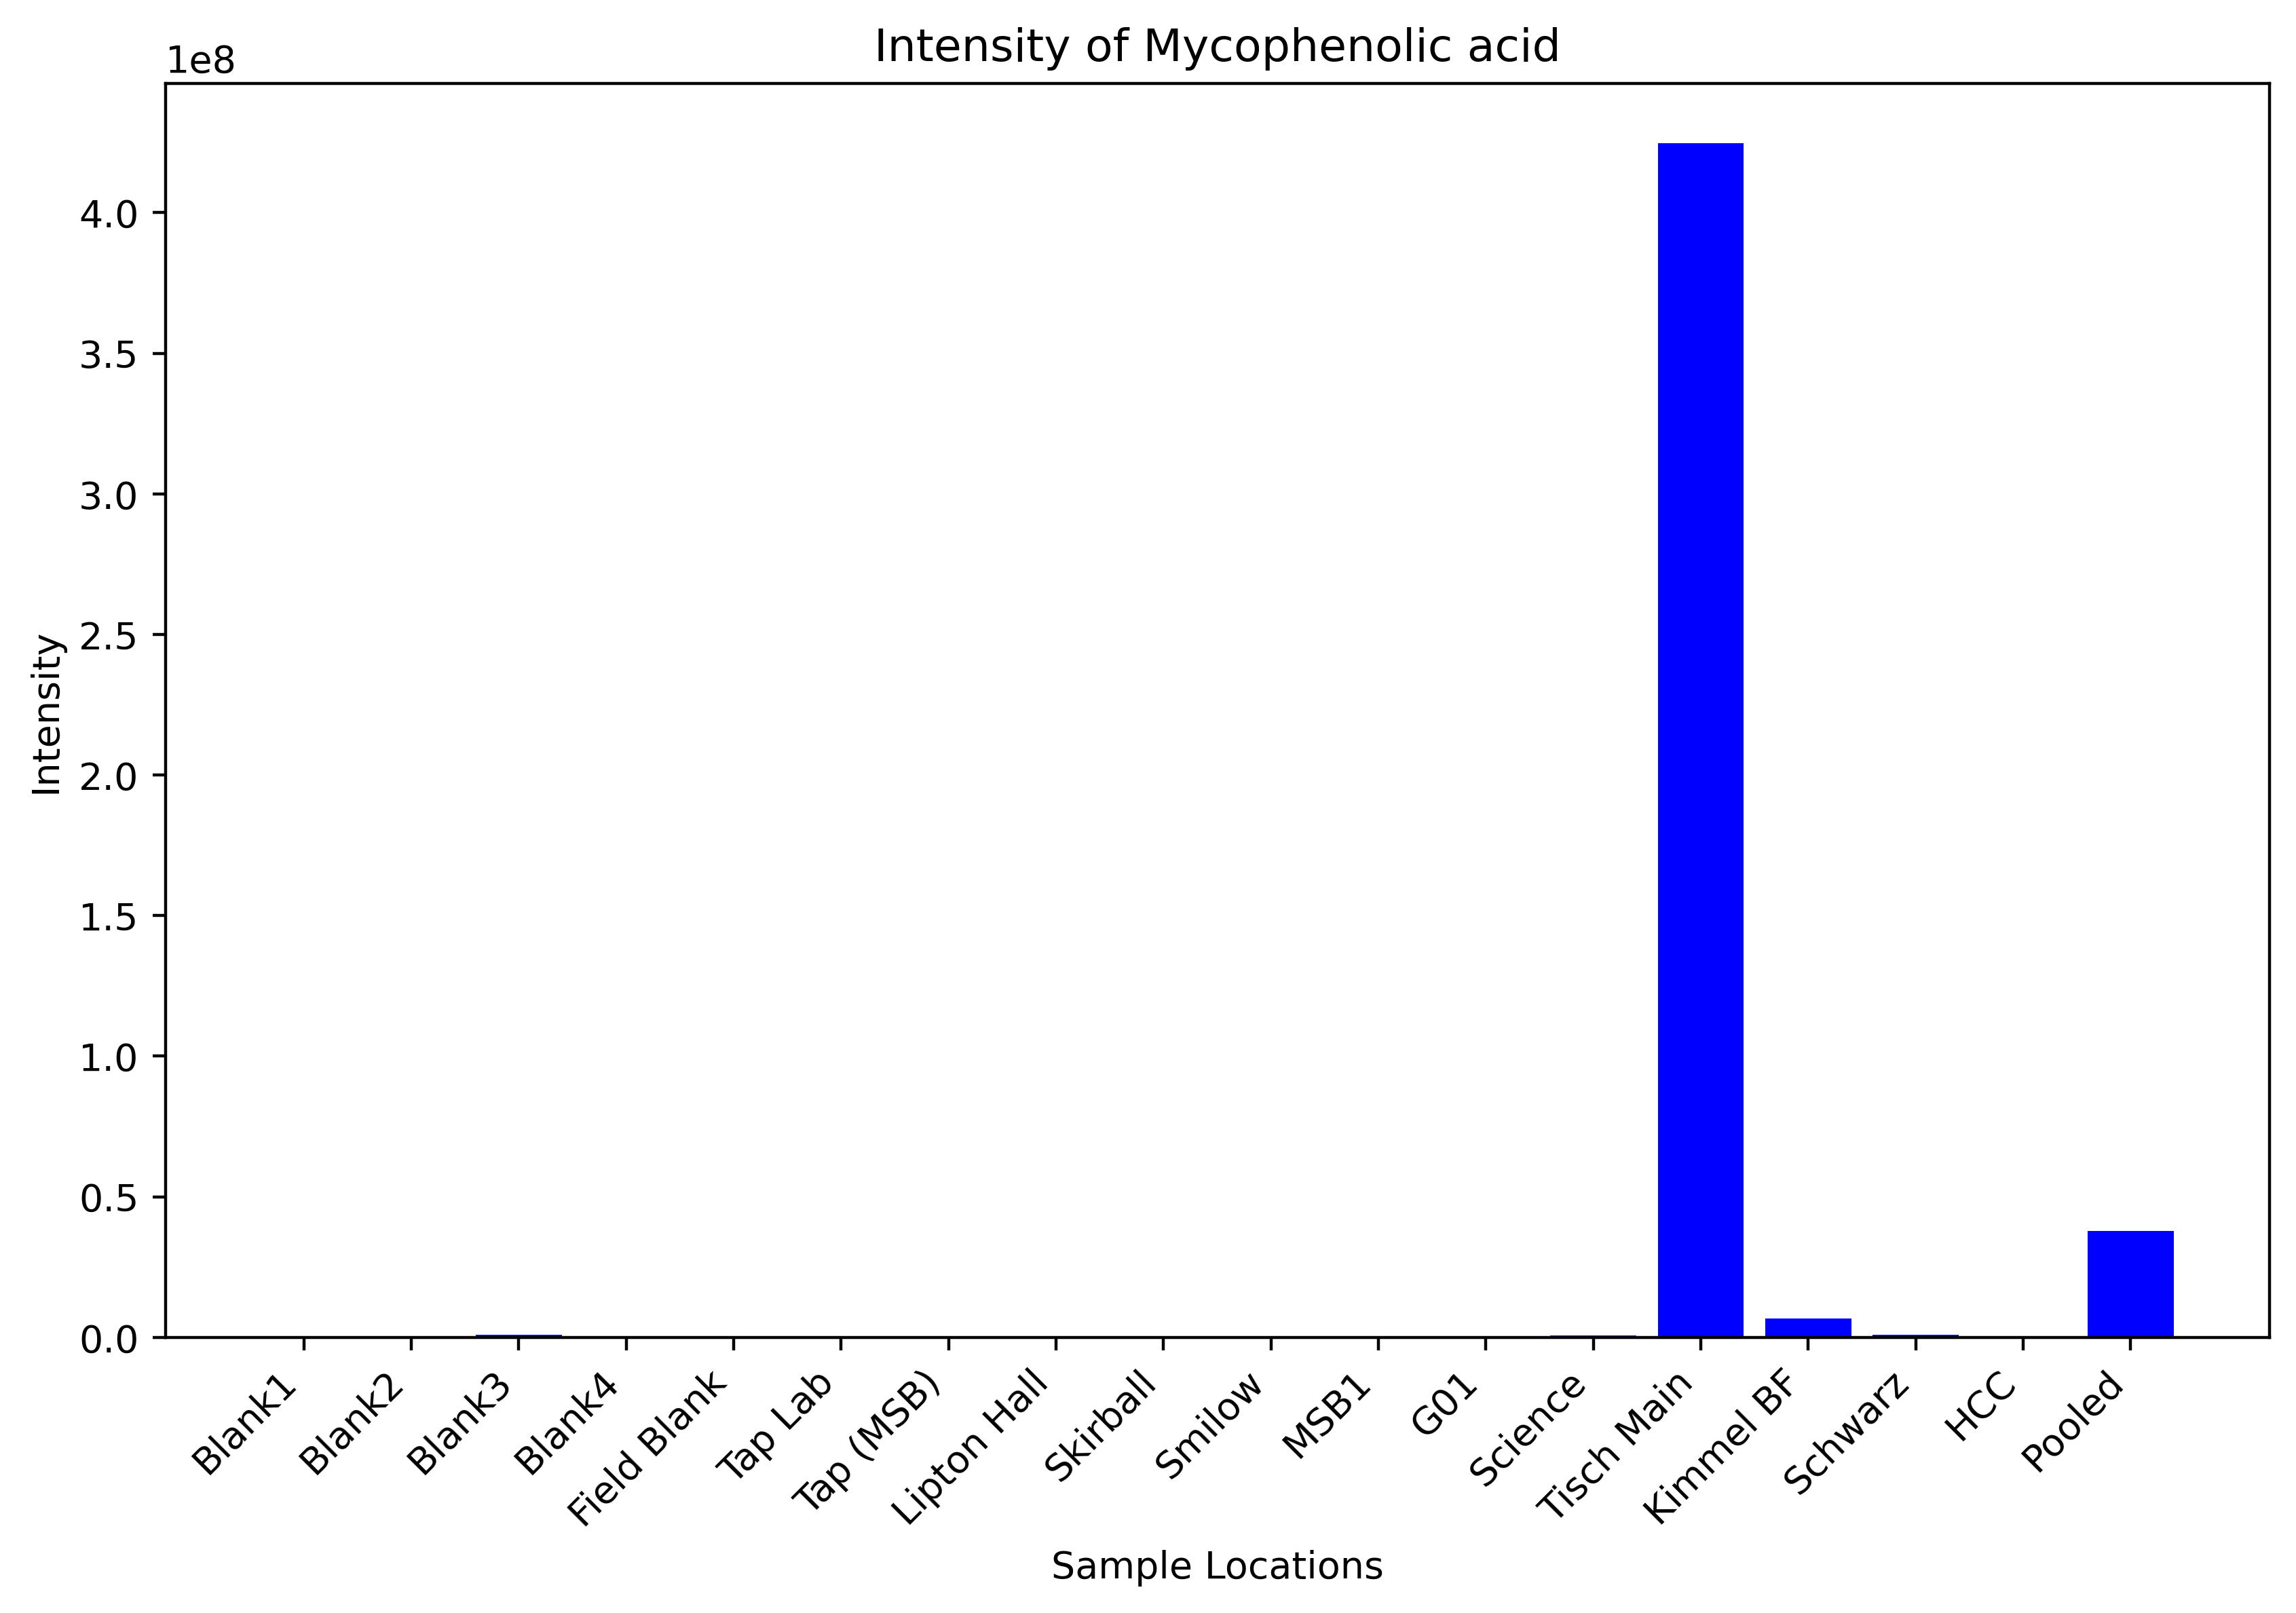 Intensity of Mycophenolic acid
1e8
4.0
3.5
3.0
2.5
2.0
1.5
1.0
0.5
0.0
Intensity
Blank1
Blank2
Blank3
Blank4
Field Blank
Tap Lab
Tap (MSB)
Lipton Hall
Skirball
Smilow
MSB1
G01
Science
Tisch Main
Kimmel BF
Schwarz
HCC
Pooled
Sample Locations